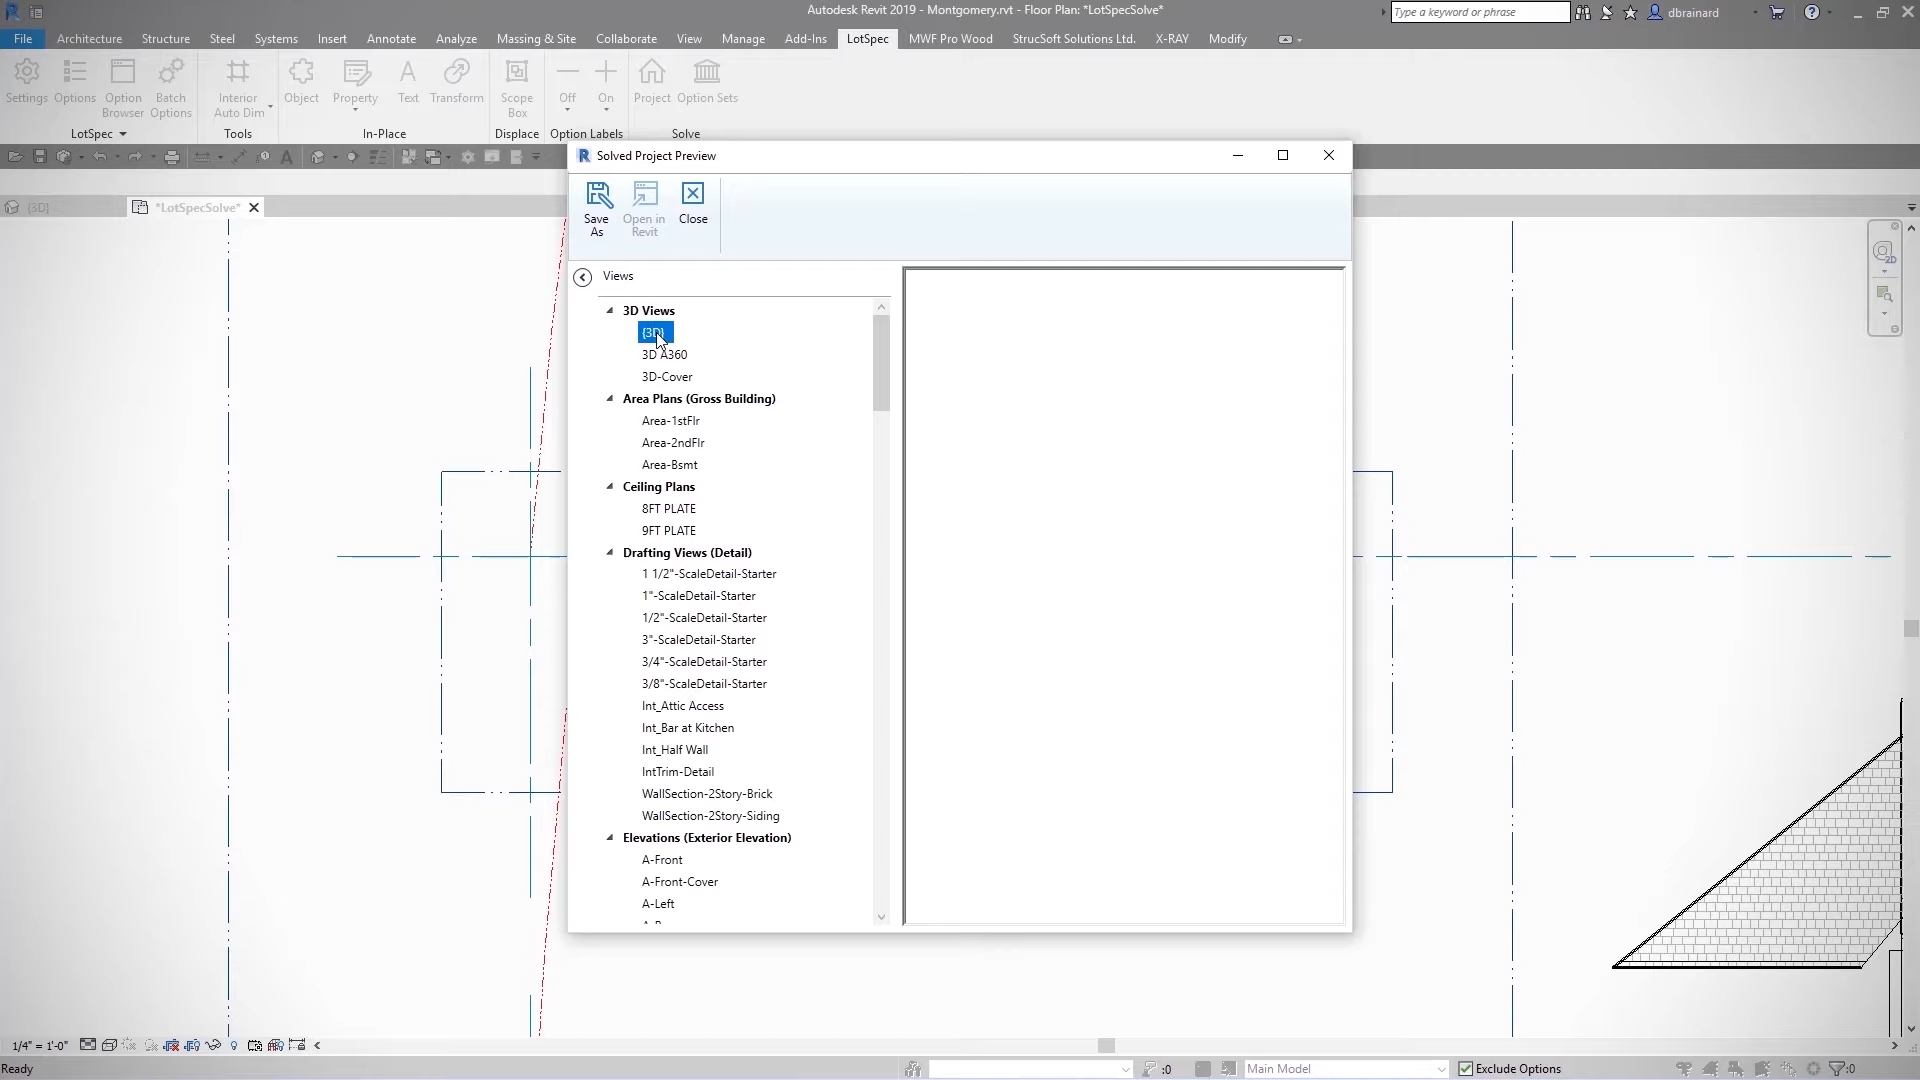 Autodesk Revit 2019 - Montgomery.rvt - Floor Plan: *LotSpecSolve*
Type a keyword or phrase
dbrainard
File Architecture Structure Steel Systems Insert Annotate Analyze Massing & Site Collaborate View Manage Add-Ins LotSpec MWF Pro Wood StrucSoft Solutions Ltd. X-RAY Modify
Settings Options Option Browser Batch Options Interior Auto Dim Object Property Text Transform Scope Box Off On Project Option Sets
LotSpec Tools In-Place Displace Option Labels Solve
Solved Project Preview
{3D} *LotSpecSolve*
Save As
Open in Revit
Close
Views
3D Views
{3D}
3D A360
3D-Cover
Area Plans (Gross Building)
Area-1stFlr
Area-2ndFlr
Area-Bsmt
Ceiling Plans
8FT PLATE
9FT PLATE
Drafting Views (Detail)
1 1/2"-ScaleDetail-Starter
1"-ScaleDetail-Starter
1/2"-ScaleDetail-Starter
3"-ScaleDetail-Starter
3/4"-ScaleDetail-Starter
3/8"-ScaleDetail-Starter
Int_Attic Access
Int_Bar at Kitchen
Int_Half Wall
IntTrim-Detail
WallSection-2Story-Brick
WallSection-2Story-Siding
Elevations (Exterior Elevation)
A-Front
A-Front-Cover
A-Left
2D
1/4" = 1'-0"
Ready
:0
Main Model
Exclude Options
:0